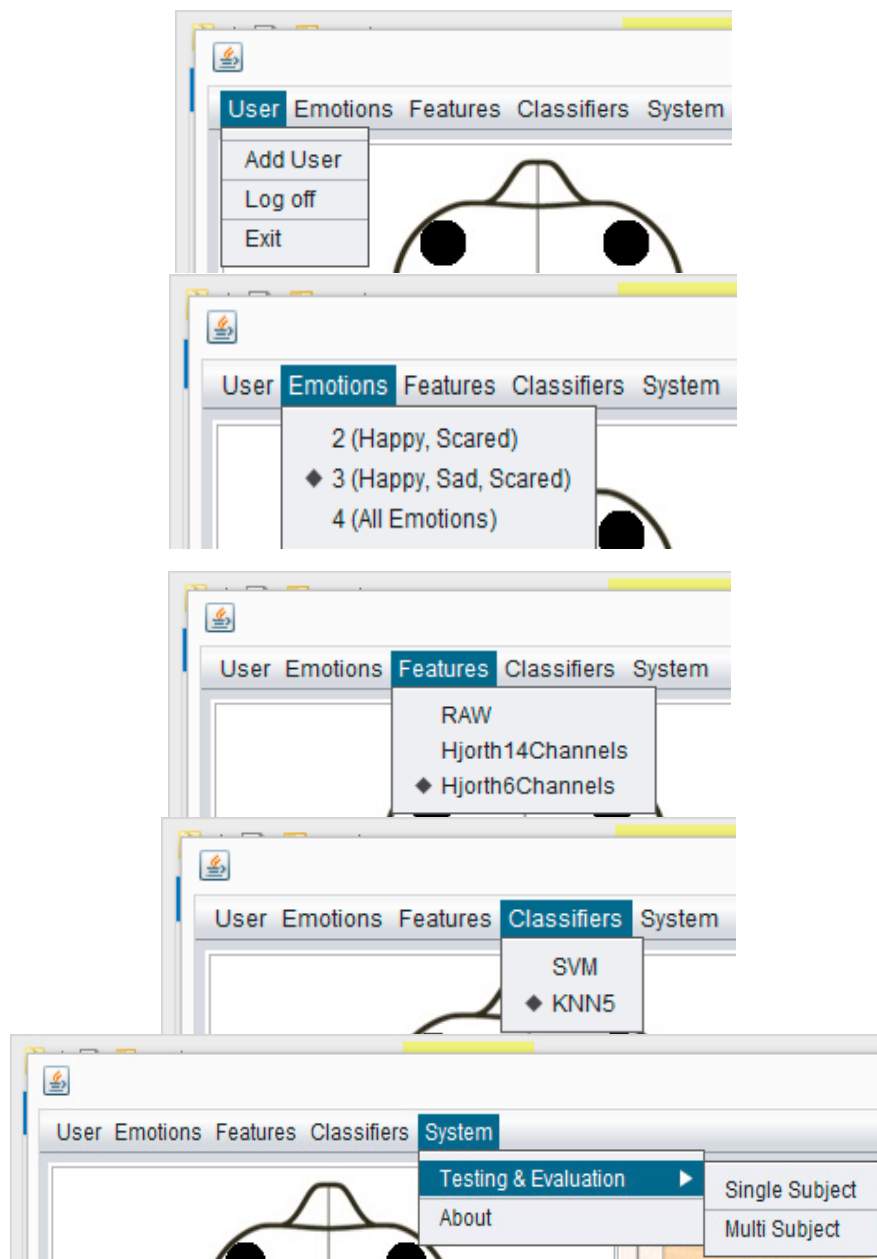 User Emotions Features Classifiers System
Add User
Log off
Exit
User Emotions Features Classifiers System
2 (Happy, Scared)
3 (Happy, Sad, Scared)
4 (All Emotions)
User Emotions Features Classifiers System
RAW
Hjorth14Channels
Hjorth6Channels
User Emotions Features Classifiers System
SVM
KNN5
User Emotions Features Classifiers System
Testing & Evaluation
About
Single Subject
Multi Subject